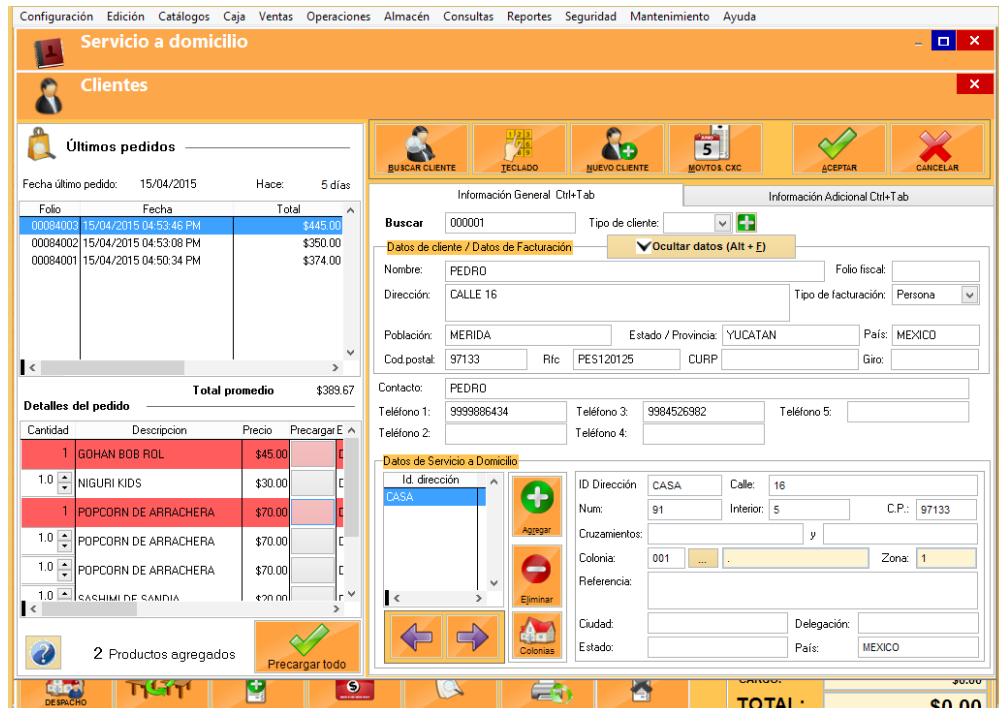 Configuración Edición Catálogos Caja Ventas Operaciones Almacén Consultas Reportes Seguridad Mantenimiento Ayuda
Servicio a domicilio
Clientes
Últimos pedidos
Fecha último pedido: 15/04/2015 Hace: 5 días
Folio Fecha Total
00084003 15/04/2015 04:53:46 PM $445.00
00084002 15/04/2015 04:53:08 PM $350.00
00084001 15/04/2015 04:50:34 PM $374.00
Total promedio $389.67
Detalles del pedido
Cantidad Descripcion Precio Precargar E
1 GOHAN BOB ROL $45.00 D
1.0 NIGURI KIDS $30.00 D
1 POPCORN DE ARRACHERA $70.00 D
1.0 POPCORN DE ARRACHERA $70.00 D
1.0 POPCORN DE ARRACHERA $70.00 D
1.0 SASHIMI DE SANDIA $20.00
2 Productos agregados
Precargar todo
BUSCAR CLIENTE TECLADO NUEVO CLIENTE MOVTOS. CXC ACEPTAR CANCELAR
Información General Ctrl+Tab Información Adicional Ctrl+Tab
Buscar 000001 Tipo de cliente:
Datos de cliente / Datos de Facturación Ocultar datos (Alt + F)
Nombre: PEDRO Folio fiscal:
Dirección: CALLE 16 Tipo de facturación: Persona
Población: MERIDA Estado / Provincia: YUCATAN País: MEXICO
Cod.postal: 97133 Rfc PES120125 CURP Giro:
Contacto: PEDRO
Teléfono 1: 9999886434 Teléfono 3: 9984526982 Teléfono 5:
Teléfono 2: Teléfono 4:
Datos de Servicio a Domicilio
Id. dirección
CASA
Agregar
Eliminar
Colonias
ID Dirección CASA Calle: 16
Num: 91 Interior: 5 C.P.: 97133
Cruzamientos: y
Colonia: 001 ... . Zona: 1
Referencia:
Ciudad: Delegación:
Estado: País: MEXICO
DESPACHO
CARGO: $0.00
TOTAL: $0.00